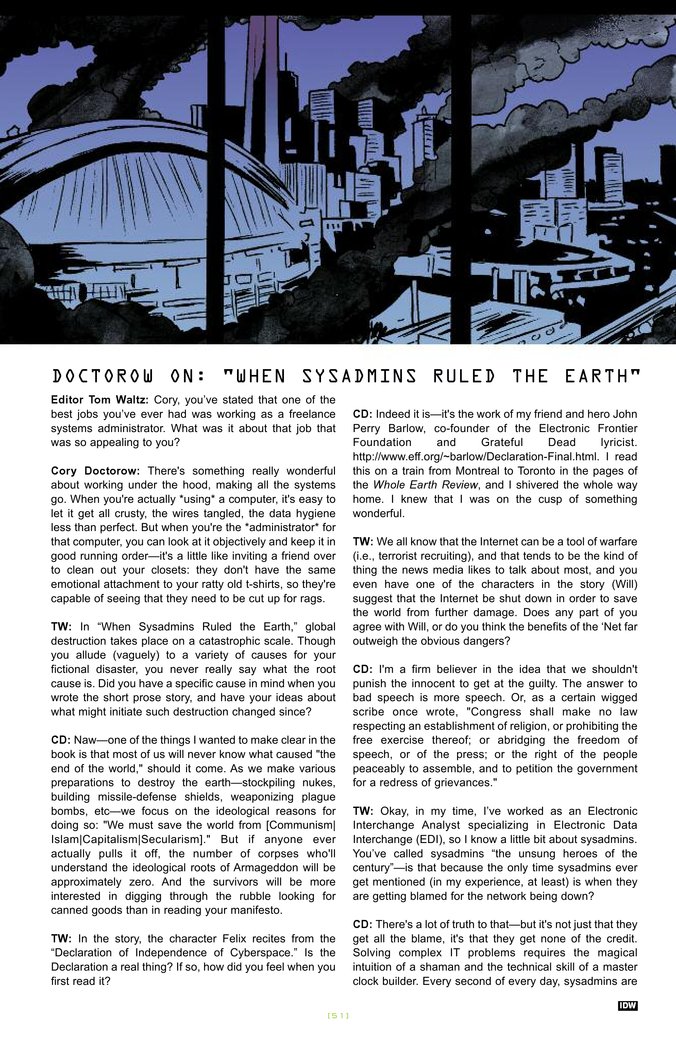 DOCTOROW ON: "WHEN SYSADMINS RULED THE EARTH"
Editor Tom Waltz: Cory, you've stated that one of the
best jobs you've ever had was working as a freelance
systems administrator. What was it about that job that
was so appealing to you?
Cory Doctorow: There's something really wonderful
about working under the hood, making all the systems
go. When you're actually *using* a computer, it's easy to
let it get all crusty, the wires tangled, the data hygiene
less than perfect. But when you're the *administrator* for
that computer, you can look at it objectively and keep it in
good running order—it's a little like inviting a friend over
to clean out your closets: they don't have the same
emotional attachment to your ratty old t-shirts, so they're
capable of seeing that they need to be cut up for rags.
TW: In “When Sysadmins Ruled the Earth,” global
destruction takes place on a catastrophic scale. Though
you allude (vaguely) to a variety of causes for your
fictional disaster, you never really say what the root
cause is. Did you have a specific cause in mind when you
wrote the short prose story, and have your ideas about
what might initiate such destruction changed since?
CD: Naw—one of the things I wanted to make clear in the
book is that most of us will never know what caused "the
end of the world," should it come. As we make various
preparations to destroy the earth—stockpiling nukes,
building missile-defense shields, weaponizing plague
bombs, etc—we focus on the ideological reasons for
doing so: "We must save the world from [Communism|
Islam|Capitalism|Secularism]." But if anyone ever
actually pulls it off, the number of corpses who'll
understand the ideological roots of Armageddon will be
approximately zero. And the survivors will be more
interested in digging through the rubble looking for
canned goods than in reading your manifesto.
TW: In the story, the character Felix recites from the
“Declaration of Independence of Cyberspace.” Is the
Declaration a real thing? If so, how did you feel when you
first read it?
CD: Indeed it is—it's the work of my friend and hero John
Perry Barlow, co-founder of the Electronic Frontier
Foundation and Grateful Dead lyricist.
http://www.eff.org/~barlow/Declaration-Final.html. I read
this on a train from Montreal to Toronto in the pages of
the Whole Earth Review, and I shivered the whole way
home. I knew that I was on the cusp of something
wonderful.
TW: We all know that the Internet can be a tool of warfare
(i.e., terrorist recruiting), and that tends to be the kind of
thing the news media likes to talk about most, and you
even have one of the characters in the story (Will)
suggest that the Internet be shut down in order to save
the world from further damage. Does any part of you
agree with Will, or do you think the benefits of the ‘Net far
outweigh the obvious dangers?
CD: I'm a firm believer in the idea that we shouldn't
punish the innocent to get at the guilty. The answer to
bad speech is more speech. Or, as a certain wigged
scribe once wrote, "Congress shall make no law
respecting an establishment of religion, or prohibiting the
free exercise thereof; or abridging the freedom of
speech, or of the press; or the right of the people
peaceably to assemble, and to petition the government
for a redress of grievances."
TW: Okay, in my time, I've worked as an Electronic
Interchange Analyst specializing in Electronic Data
Interchange (EDI), so I know a little bit about sysadmins.
You've called sysadmins “the unsung heroes of the
century”—is that because the only time sysadmins ever
get mentioned (in my experience, at least) is when they
are getting blamed for the network being down?
CD: There's a lot of truth to that—but it's not just that they
get all the blame, it's that they get none of the credit.
Solving complex IT problems requires the magical
intuition of a shaman and the technical skill of a master
clock builder. Every second of every day, sysadmins are
IDW
[51]